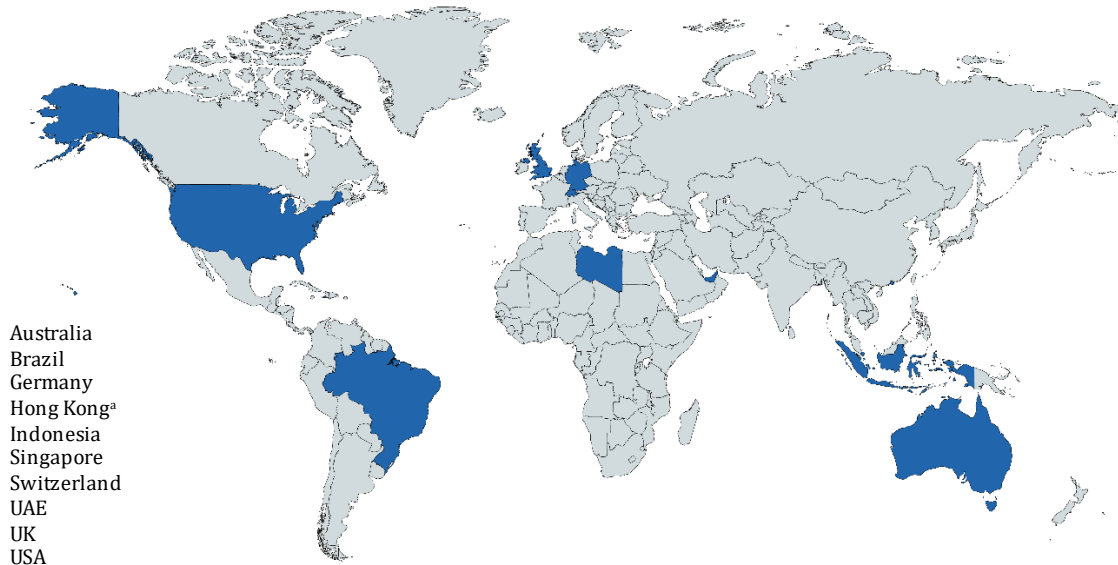 Australia
Brazil
Germany
Hong Kongᵃ
Indonesia
Singapore
Switzerland
UAE
UK
USA